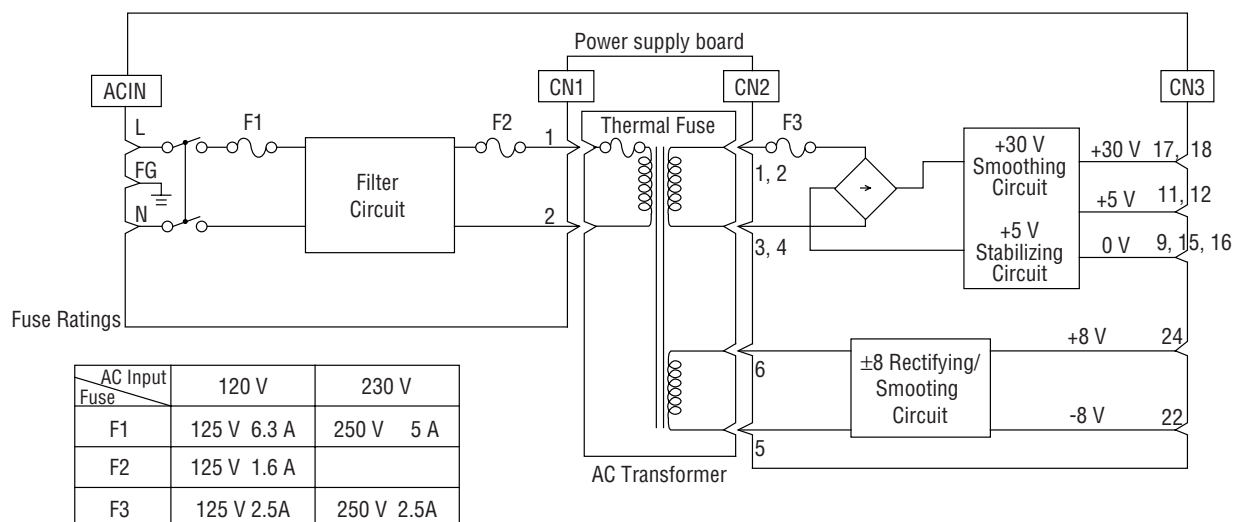 Power supply board
ACIN
CN1
CN2
CN3
L
F1
F2
1
Thermal Fuse
F3
+30 V
Smoothing
Circuit
+5 V
Stabilizing
Circuit
+30 V 17, 18
FG
Filter
Circuit
1, 2
+5 V 11, 12
N
2
3, 4
0 V 9, 15, 16
Fuse Ratings
+8 V 24
6
±8 Rectifying/
Smooting
Circuit
-8 V 22
5
AC Transformer
AC Input
Fuse
120 V
230 V
F1 125 V 6.3 A 250 V 5 A
F2 125 V 1.6 A
F3 125 V 2.5A 250 V 2.5A